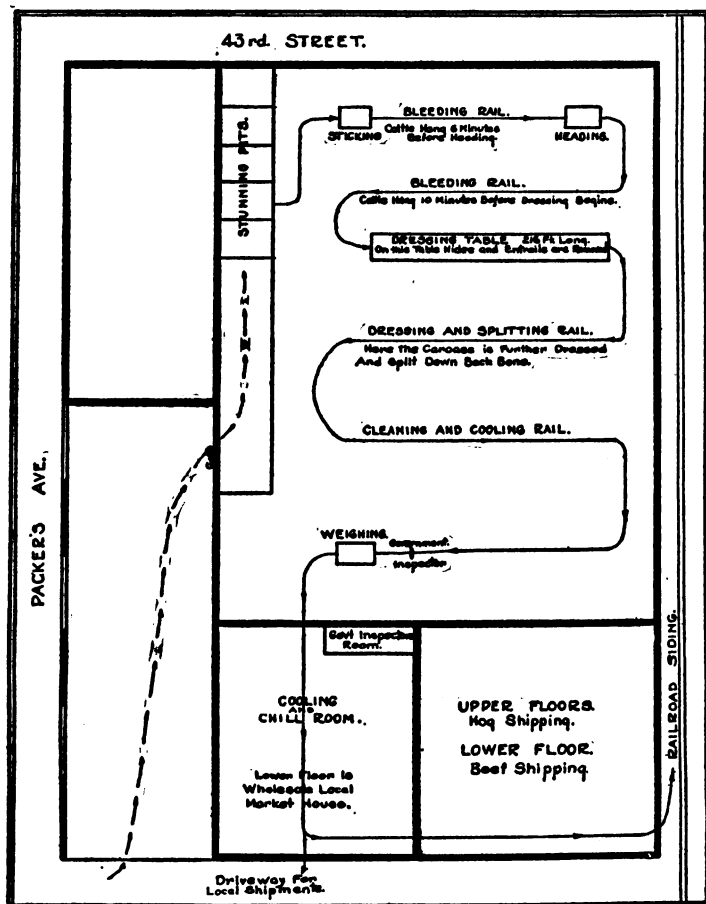 43rd. STREET.
STUNNING PITS.
BLEEDING RAIL.
Cattle Hang 6 Minutes
Before Heading.
STICKING
HEADING.
BLEEDING RAIL.
Cattle Hang 10 Minutes Before Dressing Begins.
DRESSING TABLE 216 Ft Long.
On this Table Hides and Entrails are
DRESSING AND SPLITTING RAIL.
Here The Carcass is Further Dressed
And Split Down Back Bone.
CLEANING AND COOLING RAIL.
PACKER'S AVE.
WEIGHING.
Government
Inspector
Govt Inspector
Room.
COOLING
AND
CHILL ROOM.
Lower Floor is
Wholesale Local
Market House.
UPPER FLOORS.
Hog Shipping.
LOWER FLOOR.
Beef Shipping
RAILROAD SIDING.
Driveway For
Local Shipments.